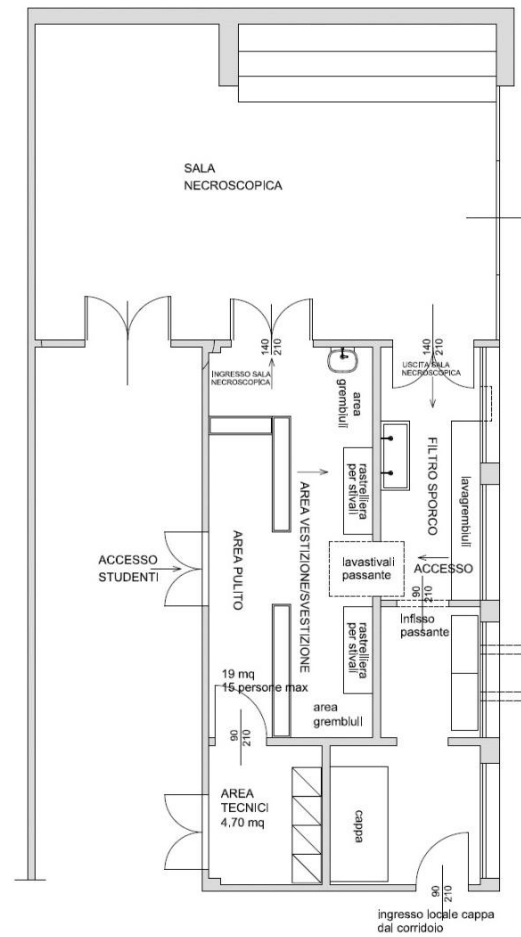 SALA
NECROSCOPICA
140
210
INGRESSO SALA
NECROSCOPICA
140
210
USCITA SALA
NECROSCOPICA
area
grembiuli
rastrelliera
per stivali
FILTRO SPORCO
lavagrembiuli
AREA PULITO
AREA VESTIZIONE/SVESTIZIONE
ACCESSO
STUDENTI
lavastivali
passante
ACCESSO
90
210
Infisso
passante
rastrelliera
per stivali
19 mq
15 persone max
area
grembiuli
90
210
AREA
TECNICI
4,70 mq
cappa
90
210
ingresso locale cappa
dal corridoio